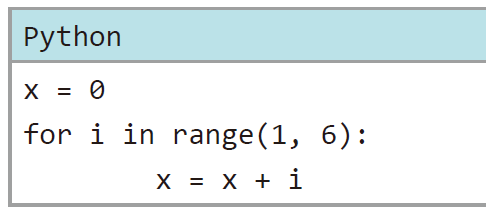 Python
x = 0
for i in range(1, 6):
        x = x + i